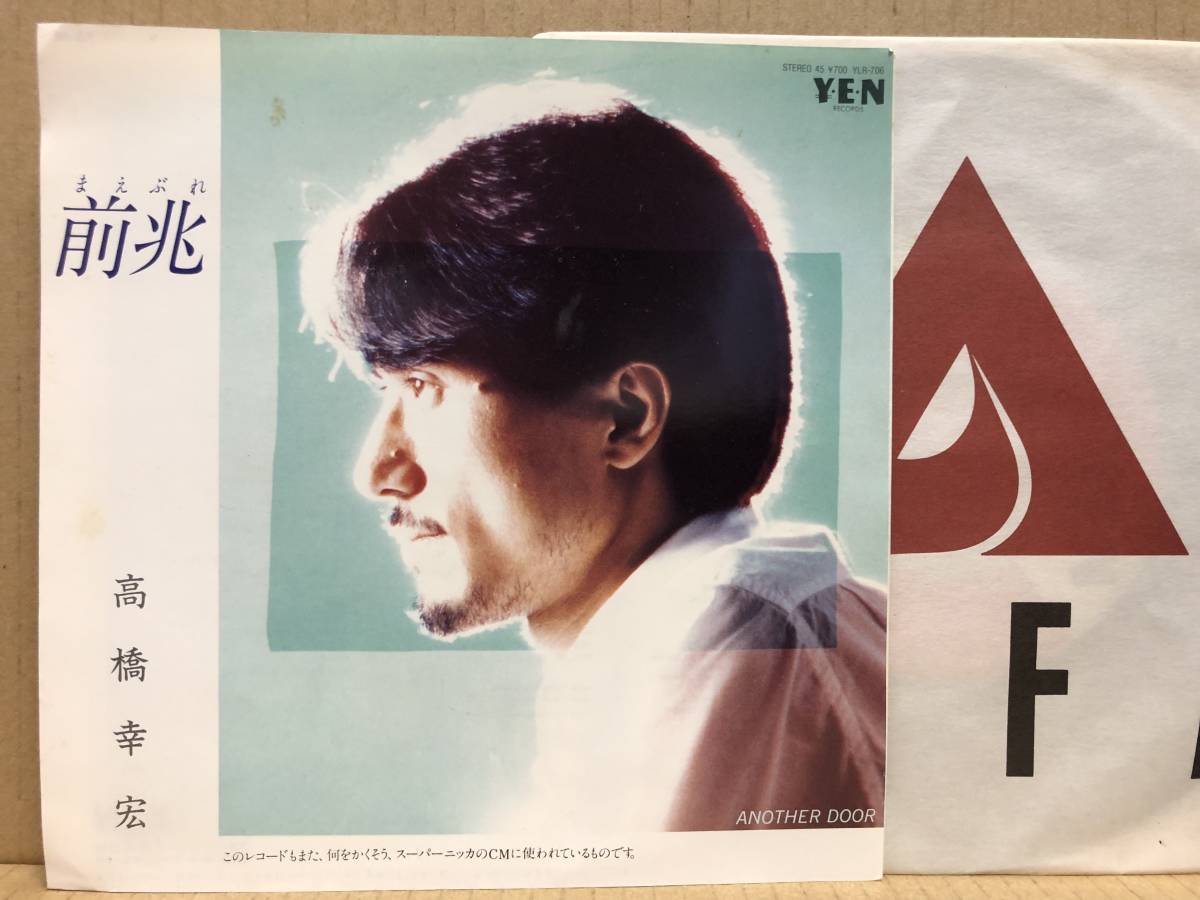 まえぶれ
前兆
高橋幸宏
STEREO 45 ¥700 YLR-706
Y·E·N
RECORDS
ANOTHER DOOR
このレコードもまた、何をかくそう、スーパーニッカのCMに使われているものです。
F